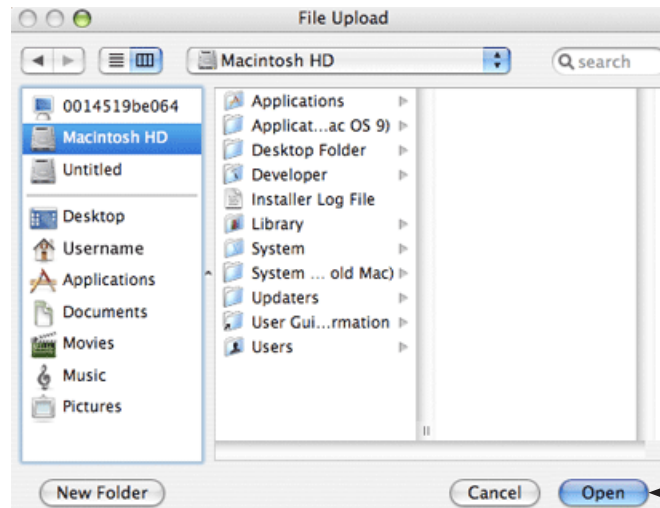 File Upload
Macintosh HD
search
0014519be064
Macintosh HD
Untitled
Desktop
Username
Applications
Documents
Movies
Music
Pictures
Applications
Applicat...ac OS 9)
Desktop Folder
Developer
Installer Log File
Library
System
System ... old Mac)
Updaters
User Gui...rmation
Users
New Folder
Cancel
Open